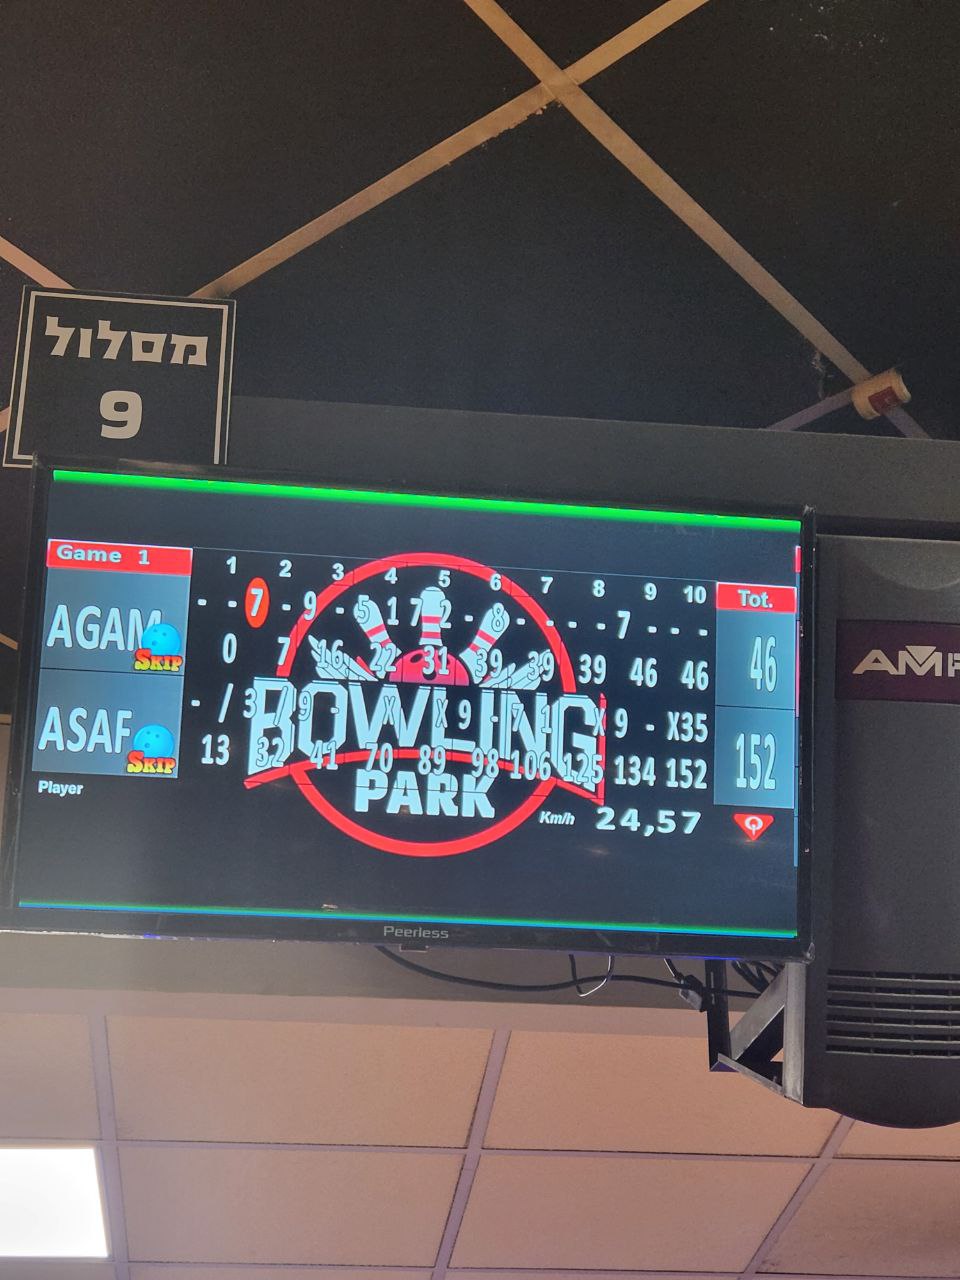 מסלול
9
Game 1
1 2 3 4 5 6 7 8 9 10 Tot.
AGAM - - 7 - 9 - 5 1 7 2 - 8 - - - - 7 - - - 46
SKIP
0 7 16 22 31 39 39 39 46 46
ASAF - / 3 / 9 - X X 9 - 7 1 X 9 - X 3 5 152
SKIP
13 32 41 70 89 98 106 125 134 152
BOWLING
PARK
Player
Km/h 24,57
Peerless